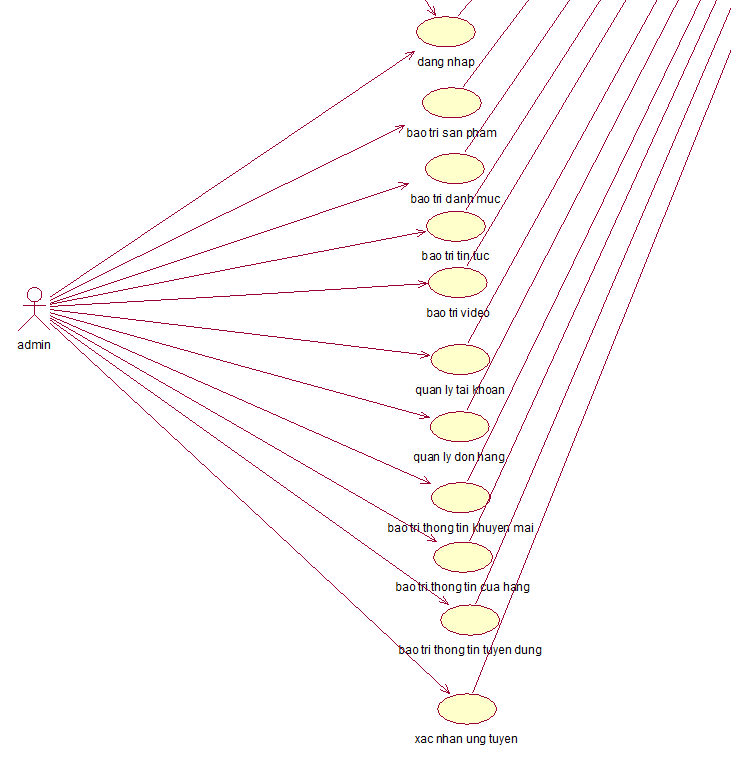 dang nhap
bao tri san pham
bao tri danh muc
bao tri tin tuc
bao tri video
admin
quan ly tai khoan
quan ly don hang
bao tri thong tin khuyen mai
bao tri thong tin cua hang
bao tri thong tin tuyen dung
xac nhan ung tuyen